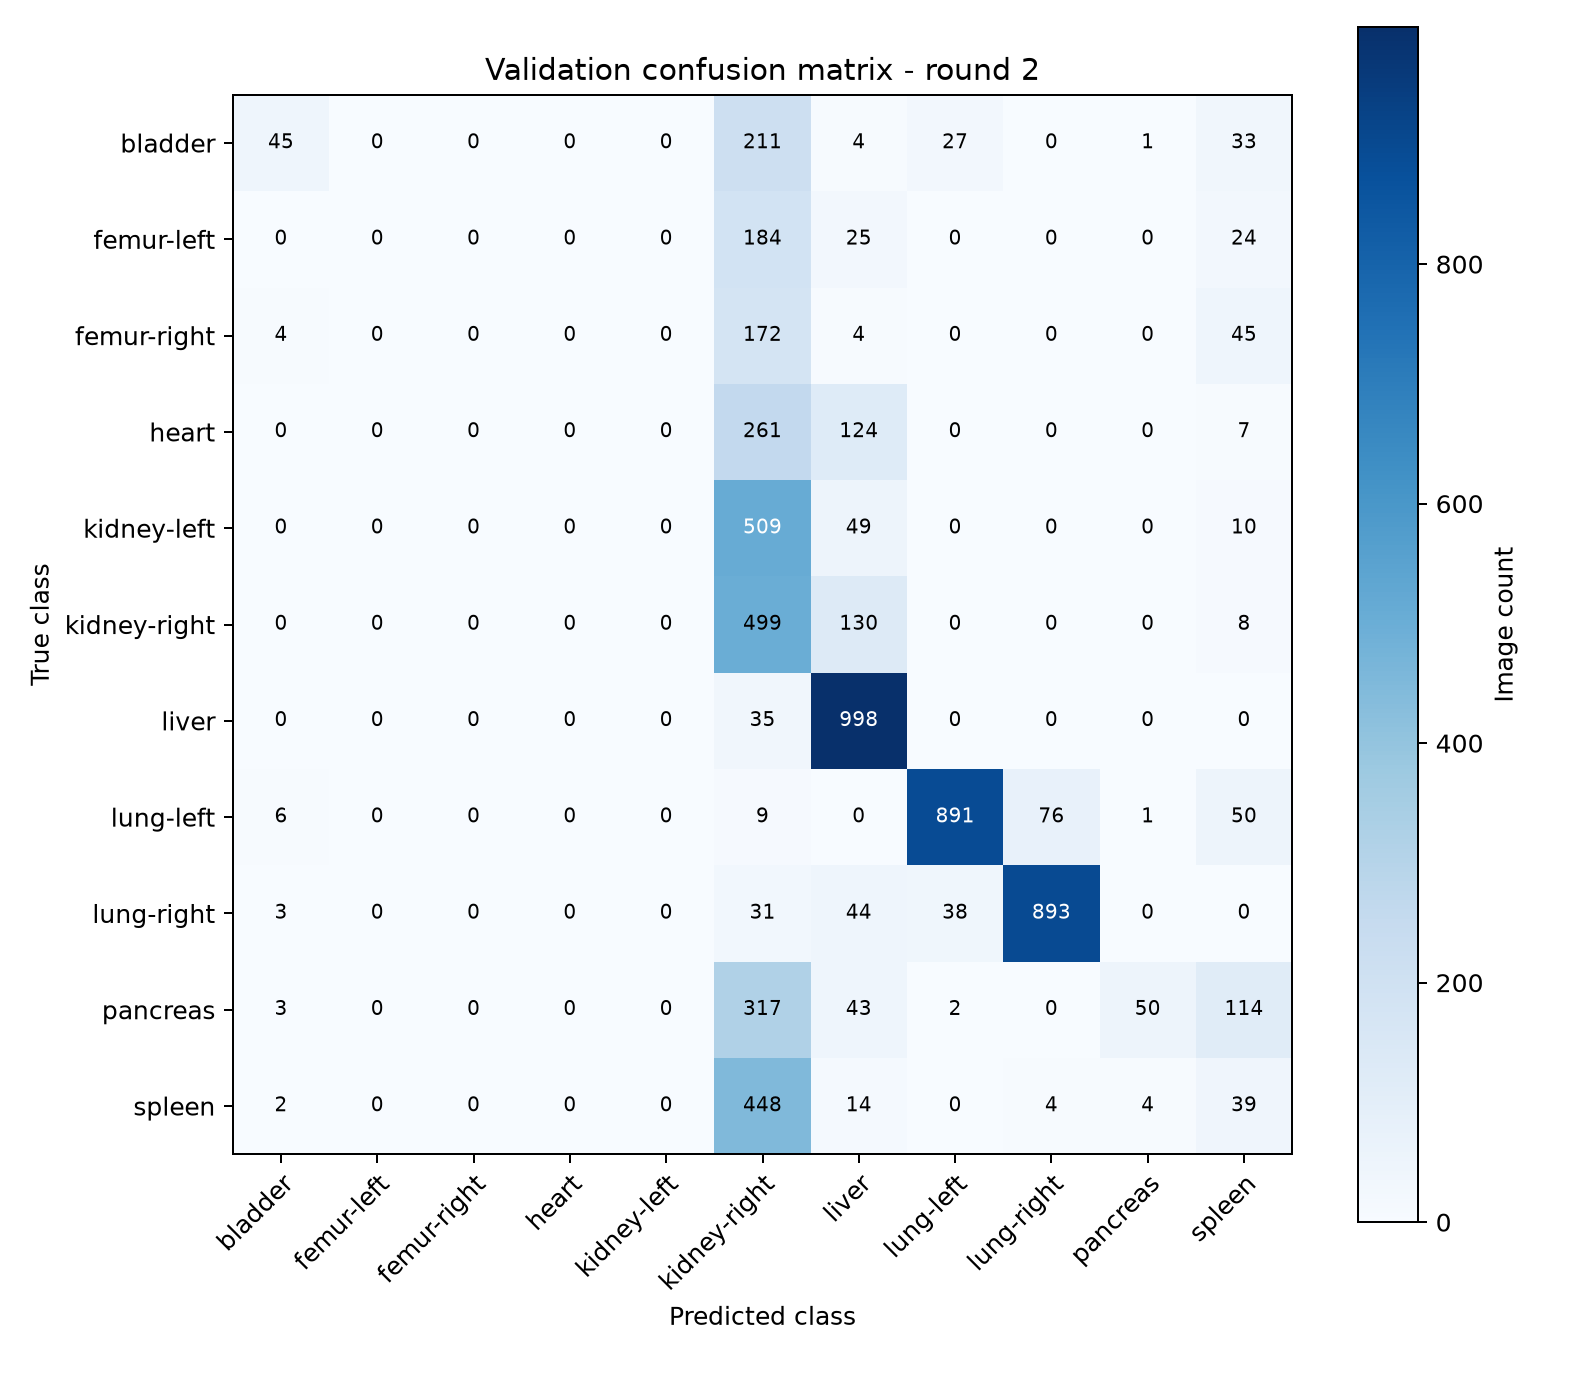 Validation confusion matrix - round 2
bladder 45 0 0 0 0 211 4 27 0 1 33
femur-left 0 0 0 0 0 184 25 0 0 0 24
femur-right 4 0 0 0 0 172 4 0 0 0 45
heart 0 0 0 0 0 261 124 0 0 0 7
kidney-left 0 0 0 0 0 509 49 0 0 0 10
kidney-right 0 0 0 0 0 499 130 0 0 0 8
liver 0 0 0 0 0 35 998 0 0 0 0
lung-left 6 0 0 0 0 9 0 891 76 1 50
lung-right 3 0 0 0 0 31 44 38 893 0 0
pancreas 3 0 0 0 0 317 43 2 0 50 114
spleen 2 0 0 0 0 448 14 0 4 4 39
True class
bladder femur-left femur-right heart kidney-left kidney-right liver lung-left lung-right pancreas spleen
Predicted class
800
600
400
200
0
Image count